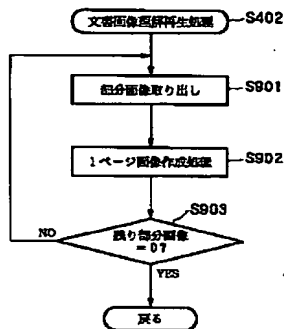 文書画像理解再生処理
S402
部分画像取り出し
S901
1ページ画像作成処理
S902
S903
残り部分画像
=0?
NO
YES
戻る